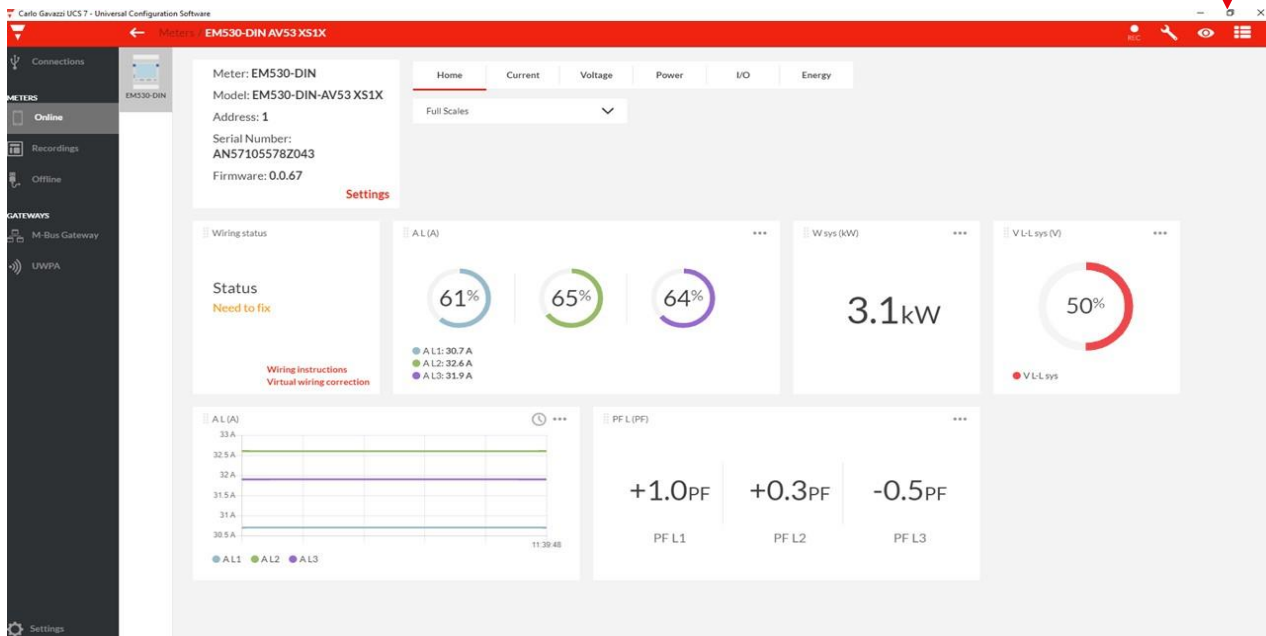 Carlo Gavazzi UCS 7 - Universal Configuration Software
Meters / EM530-DIN AV53 XS1X
REC
Connections
METERS
Online
Recordings
Offline
GATEWAYS
M-Bus Gateway
UWPA
Settings
EM530-DIN
Meter: EM530-DIN
Model: EM530-DIN-AV53 XS1X
Address: 1
Serial Number:
AN57105578Z043
Firmware: 0.0.67
Settings
Home Current Voltage Power I/O Energy
Full Scales
Wiring status
Status
Need to fix
Wiring instructions
Virtual wiring correction
A L (A)
61% 65% 64%
A L1: 30.7 A
A L2: 32.6 A
A L3: 31.9 A
W sys (kW)
3.1kW
V L-L sys (V)
50%
V L-L sys
A L (A)
33 A
32.5 A
32 A
31.5 A
31 A
30.5 A
11:39:48
A L1 A L2 A L3
PF L (PF)
+1.0PF +0.3PF -0.5PF
PF L1 PF L2 PF L3